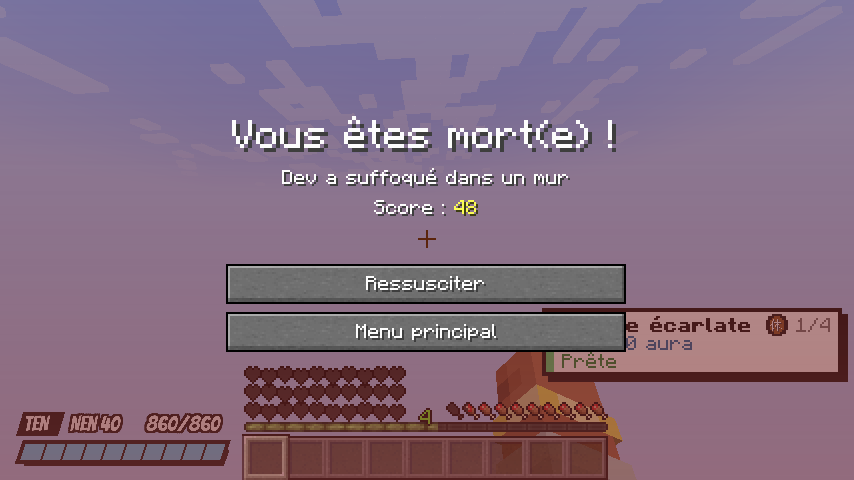 Vous êtes mort(e) !
Dev a suffoqué dans un mur
Score : 48
Ressusciter
Menu principal
écarlate 休 1/4
aura
Prête
4
TEN NEN 40 860/860